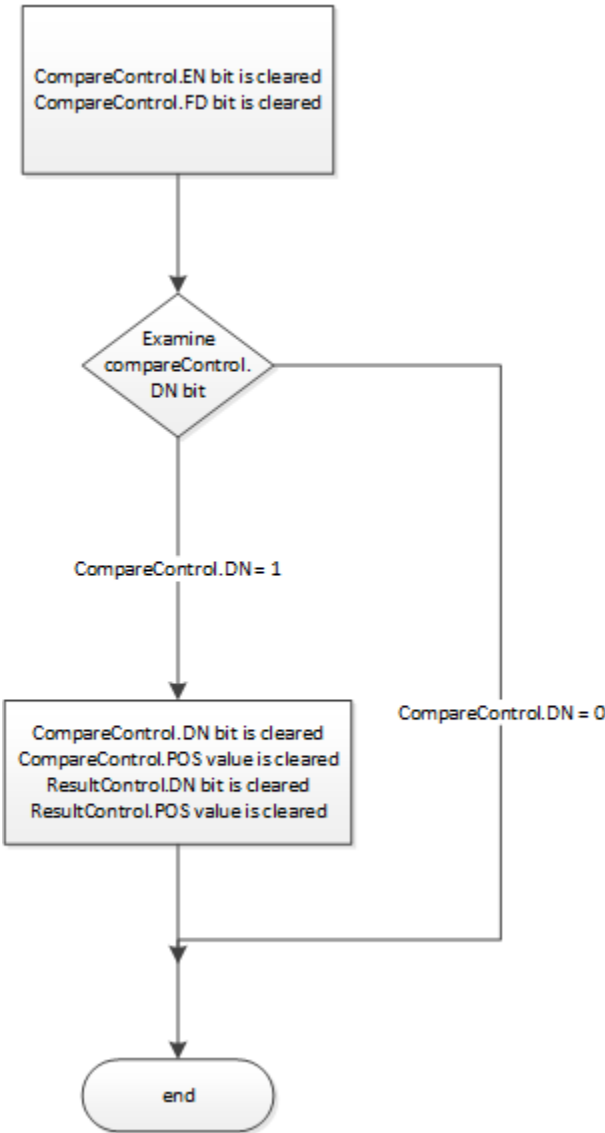 CompareControl.EN bit is cleared
CompareControl.FD bit is cleared
Examine
compareControl.
DN bit
CompareControl.DN = 1
CompareControl.DN = 0
CompareControl.DN bit is cleared
CompareControl.POS value is cleared
ResultControl.DN bit is cleared
ResultControl.POS value is cleared
end